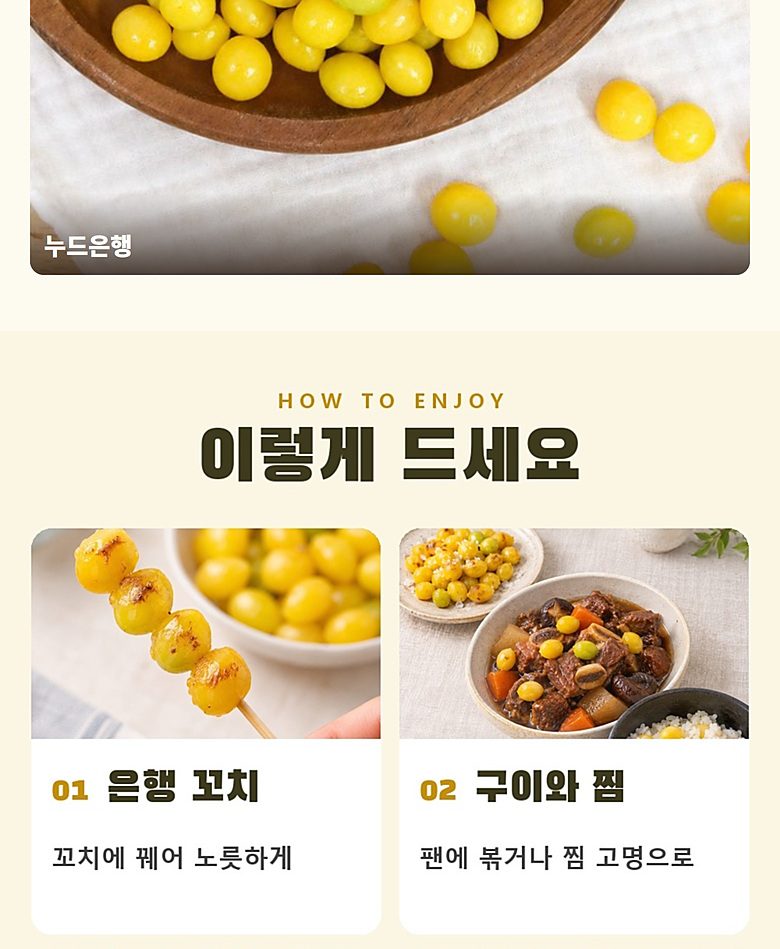 누드은행
HOW TO ENJOY
이렇게 드세요
01 은행 꼬치
꼬치에 꿰어 노릇하게
02 구이와 찜
팬에 볶거나 찜 고명으로